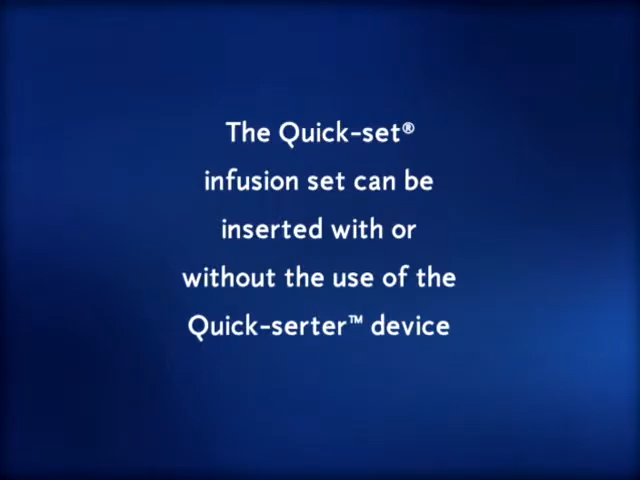 The Quick-set®
infusion set can be
inserted with or
without the use of the
Quick-serter™ device